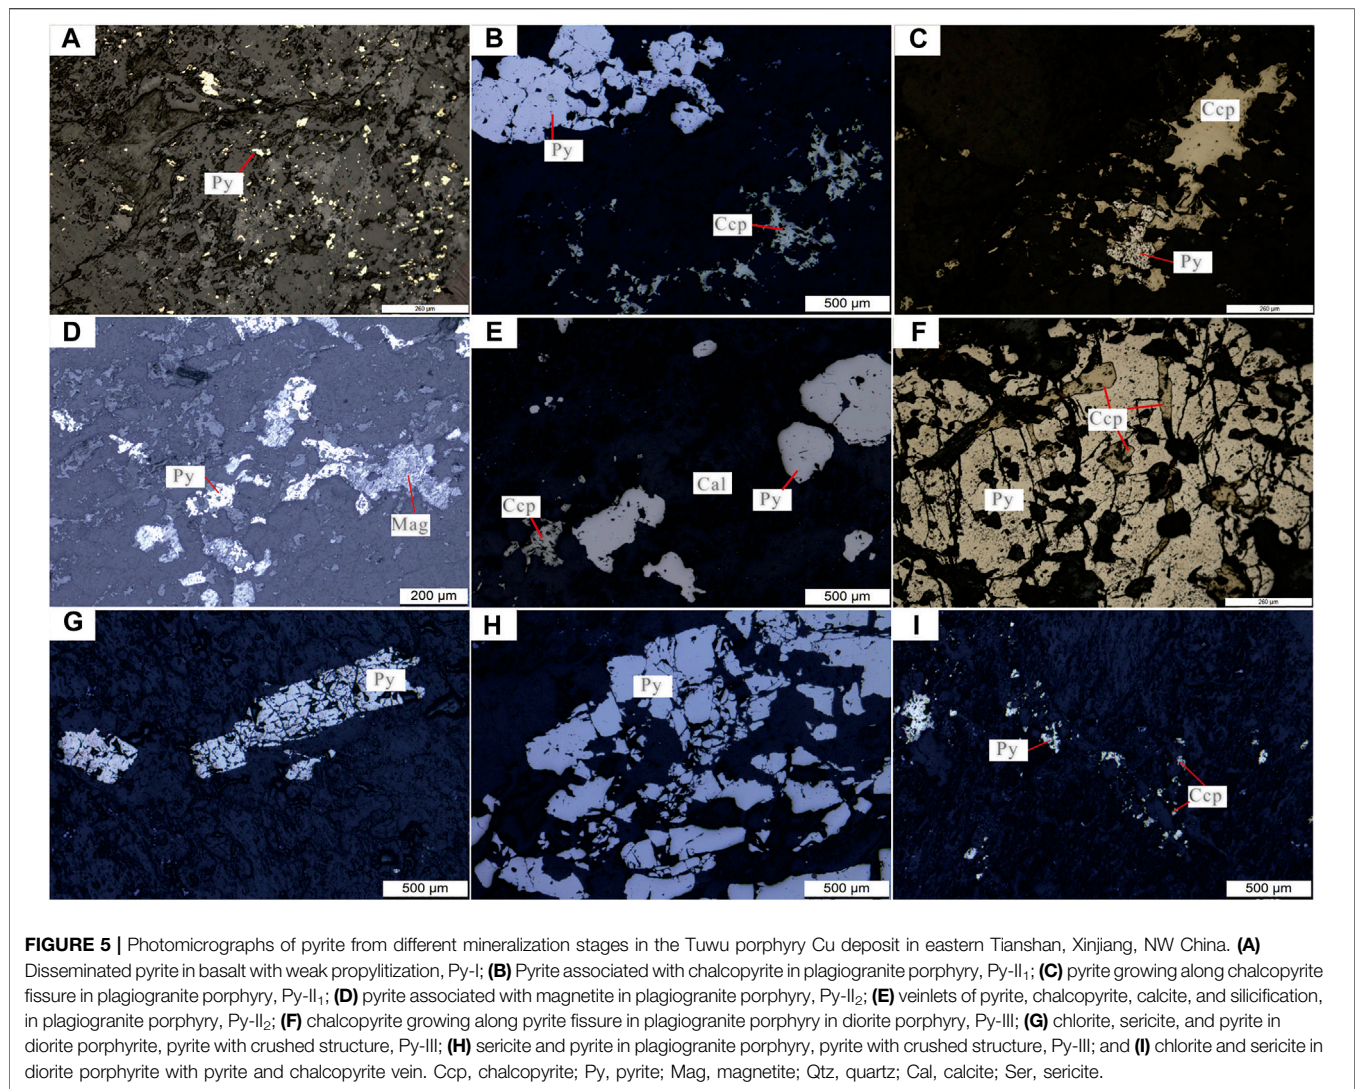 A
Py
260 µm
B
Py
Ccp
500 µm
C
Ccp
Py
260 µm
D
Py
Mag
200 µm
E
Ccp
Cal
Py
500 µm
F
Ccp
Py
260 µm
G
Py
500 µm
H
Py
500 µm
I
Py
Ccp
500 µm
FIGURE 5 | Photomicrographs of pyrite from different mineralization stages in the Tuwu porphyry Cu deposit in eastern Tianshan, Xinjiang, NW China. (A)
Disseminated pyrite in basalt with weak propylitization, Py-I; (B) Pyrite associated with chalcopyrite in plagiogranite porphyry, Py-II₁; (C) pyrite growing along chalcopyrite
fissure in plagiogranite porphyry, Py-II₁; (D) pyrite associated with magnetite in plagiogranite porphyry, Py-II₂; (E) veinlets of pyrite, chalcopyrite, calcite, and silicification,
in plagiogranite porphyry, Py-II₂; (F) chalcopyrite growing along pyrite fissure in plagiogranite porphyry in diorite porphyry, Py-III; (G) chlorite, sericite, and pyrite in
diorite porphyrite, pyrite with crushed structure, Py-III; (H) sericite and pyrite in plagiogranite porphyry, pyrite with crushed structure, Py-III; and (I) chlorite and sericite in
diorite porphyrite with pyrite and chalcopyrite vein. Ccp, chalcopyrite; Py, pyrite; Mag, magnetite; Qtz, quartz; Cal, calcite; Ser, sericite.